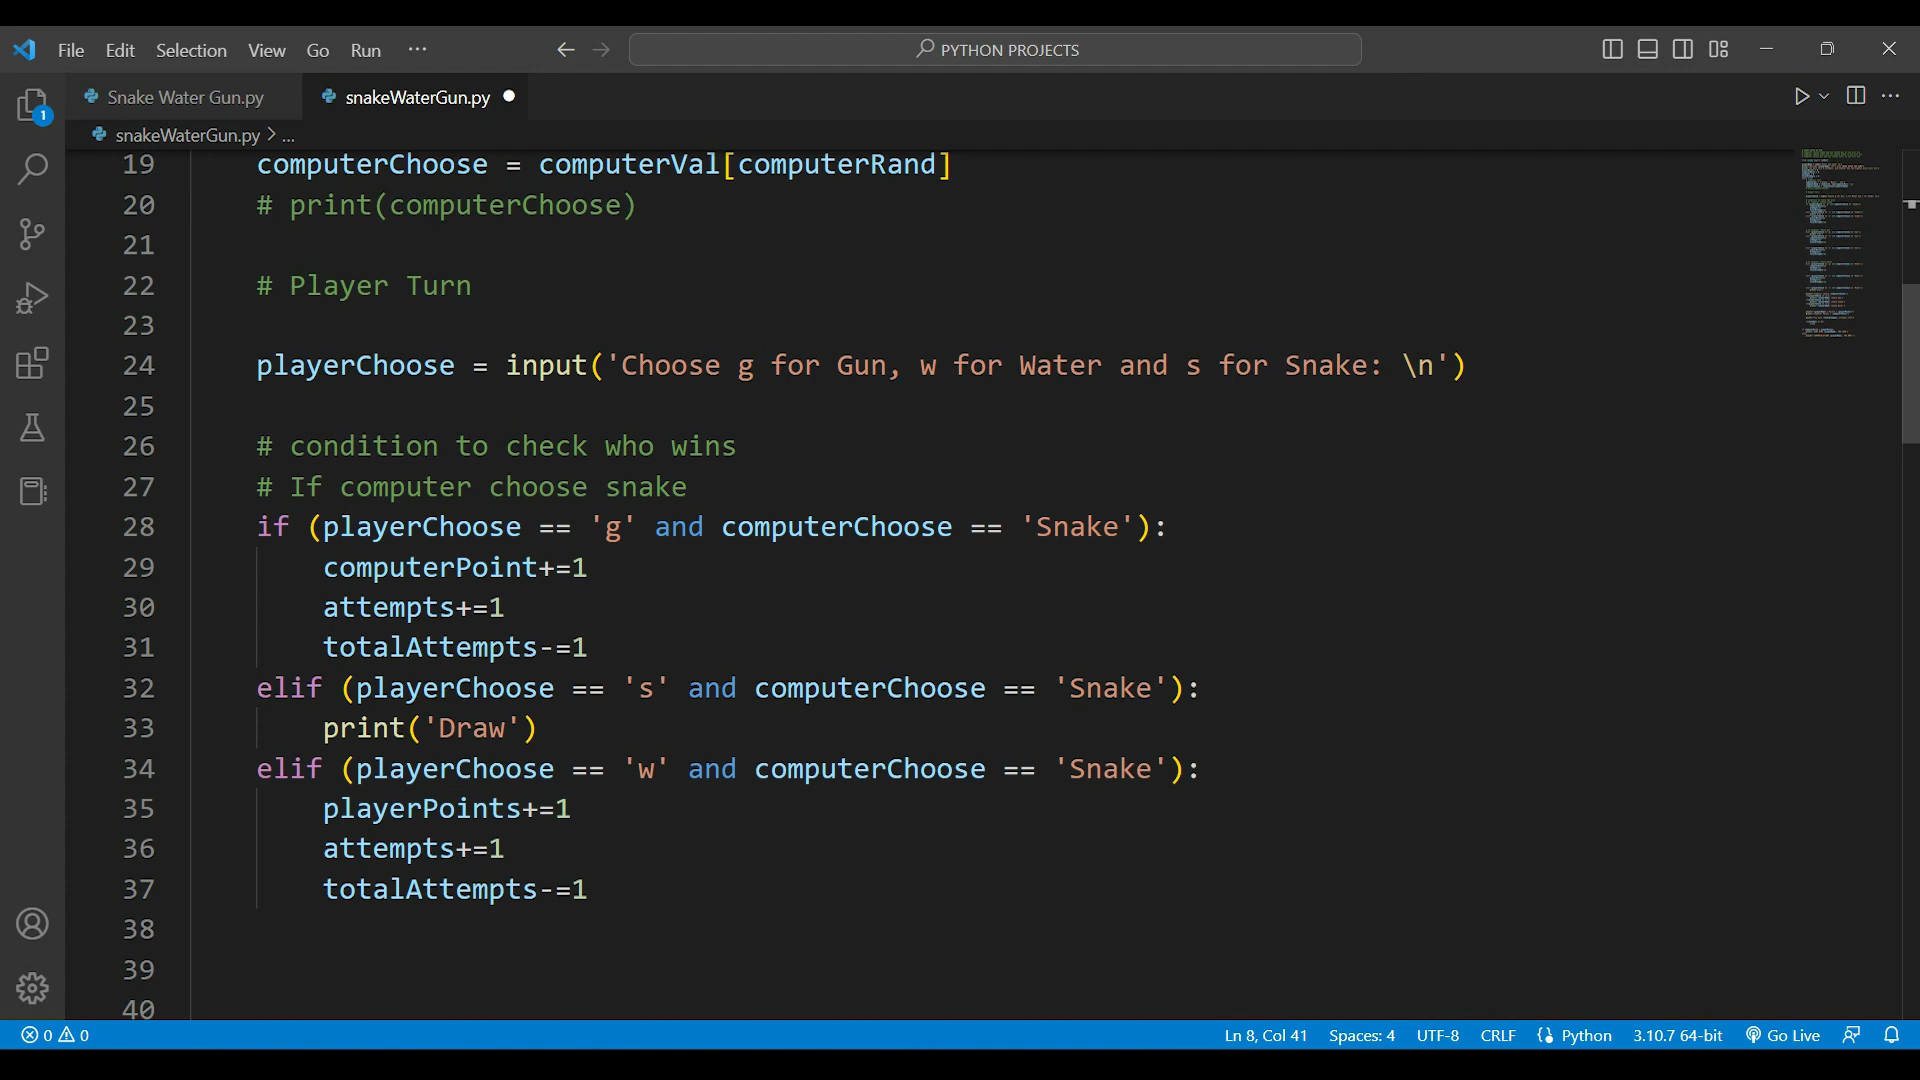 File Edit Selection View Go Run ··· PYTHON PROJECTS
Snake Water Gun.py snakeWaterGun.py
1
snakeWaterGun.py > ...
19 computerChoose = computerVal[computerRand]
20 # print(computerChoose)
21
22 # Player Turn
23
24 playerChoose = input('Choose g for Gun, w for Water and s for Snake: \n')
25
26 # condition to check who wins
27 # If computer choose snake
28 if (playerChoose == 'g' and computerChoose == 'Snake'):
29 computerPoint+=1
30 attempts+=1
31 totalAttempts-=1
32 elif (playerChoose == 's' and computerChoose == 'Snake'):
33 print('Draw')
34 elif (playerChoose == 'w' and computerChoose == 'Snake'):
35 playerPoints+=1
36 attempts+=1
37 totalAttempts-=1
38
39
40
0 0 Ln 8, Col 41 Spaces: 4 UTF-8 CRLF Python 3.10.7 64-bit Go Live